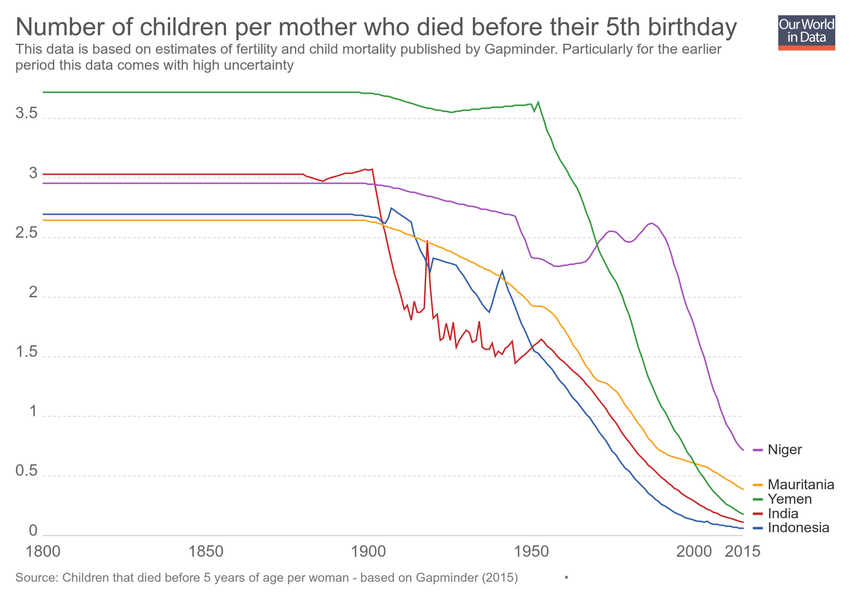 Number of children per mother who died before their 5th birthday
Our World
in Data
This data is based on estimates of fertility and child mortality published by Gapminder. Particularly for the earlier
period this data comes with high uncertainty
3.5
3
2.5
2
1.5
1
0.5
0
Niger
Mauritania
Yemen
India
Indonesia
1800
1850
1900
1950
2000
2015
Source: Children that died before 5 years of age per woman - based on Gapminder (2015) •